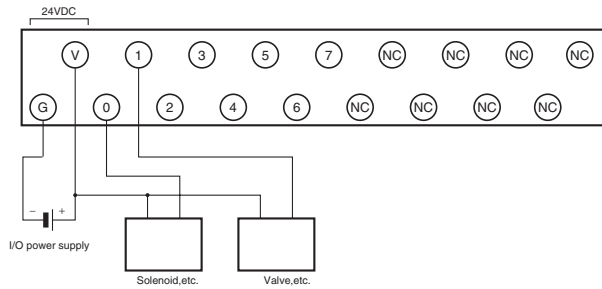 24VDC
V 1 3 5 7 NC NC NC NC
G 0 2 4 6 NC NC NC NC
− +
I/O power supply
Solenoid,etc. Valve,etc.